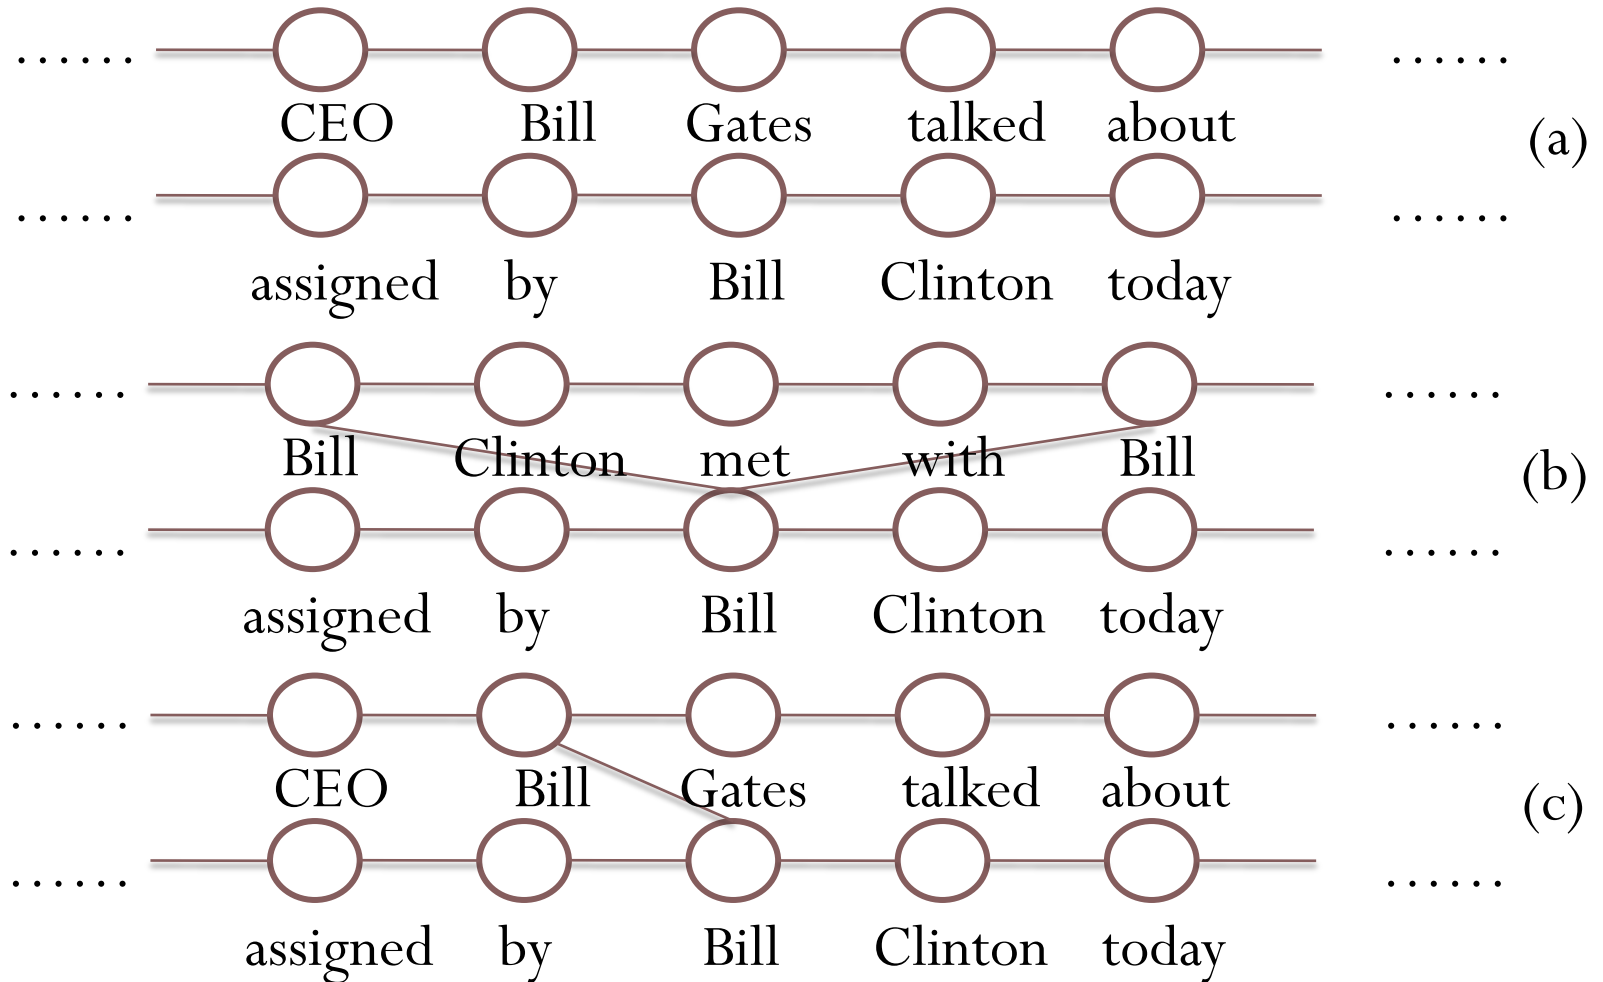 ...... ......
CEO Bill Gates talked about
(a)
...... ......
assigned by Bill Clinton today
...... ......
Bill Clinton met with Bill
(b)
...... ......
assigned by Bill Clinton today
...... ......
CEO Bill Gates talked about
(c)
...... ......
assigned by Bill Clinton today